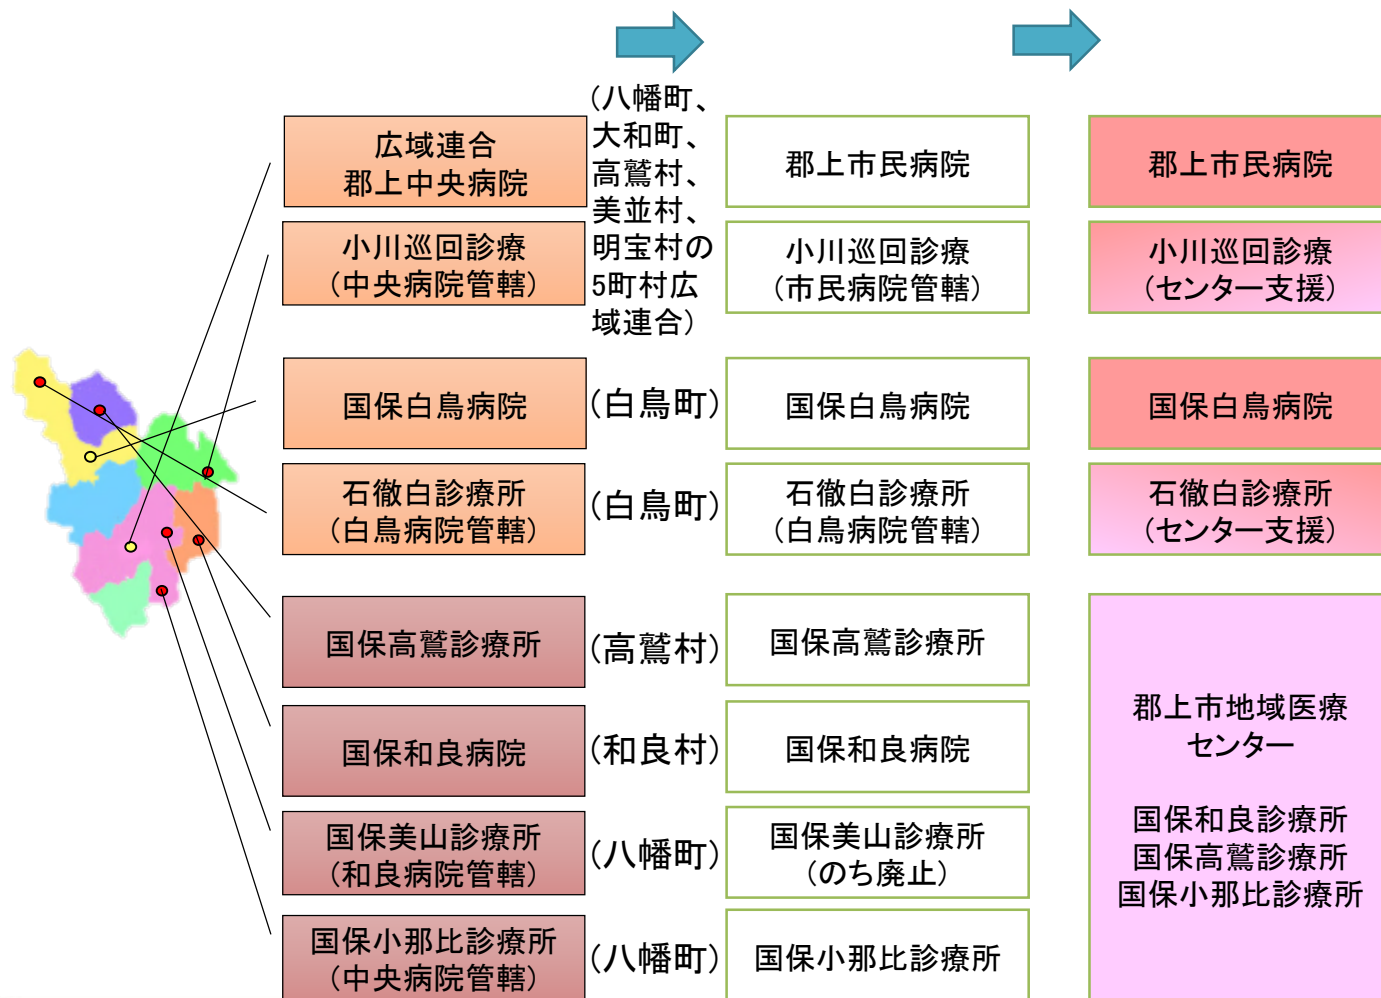 広域連合
郡上中央病院
(八幡町、
大和町、
高鷲村、
美並村、
明宝村の
5町村広
域連合)
郡上市民病院
郡上市民病院
小川巡回診療
(中央病院管轄)
小川巡回診療
(市民病院管轄)
小川巡回診療
(センター支援)
国保白鳥病院
(白鳥町)
国保白鳥病院
国保白鳥病院
石徹白診療所
(白鳥病院管轄)
(白鳥町)
石徹白診療所
(白鳥病院管轄)
石徹白診療所
(センター支援)
国保高鷲診療所
(高鷲村)
国保高鷲診療所
国保和良病院
(和良村)
国保和良病院
国保美山診療所
(和良病院管轄)
(八幡町)
国保美山診療所
(のち廃止)
国保小那比診療所
(中央病院管轄)
(八幡町)
国保小那比診療所
郡上市地域医療
センター
国保和良診療所
国保高鷲診療所
国保小那比診療所